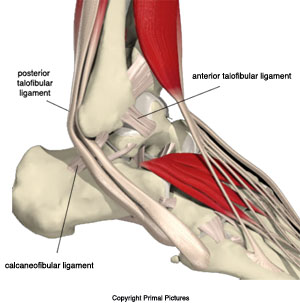 posterior
talofibular
ligament
anterior talofibular ligament
calcaneofibular ligament
Copyright Primal Pictures